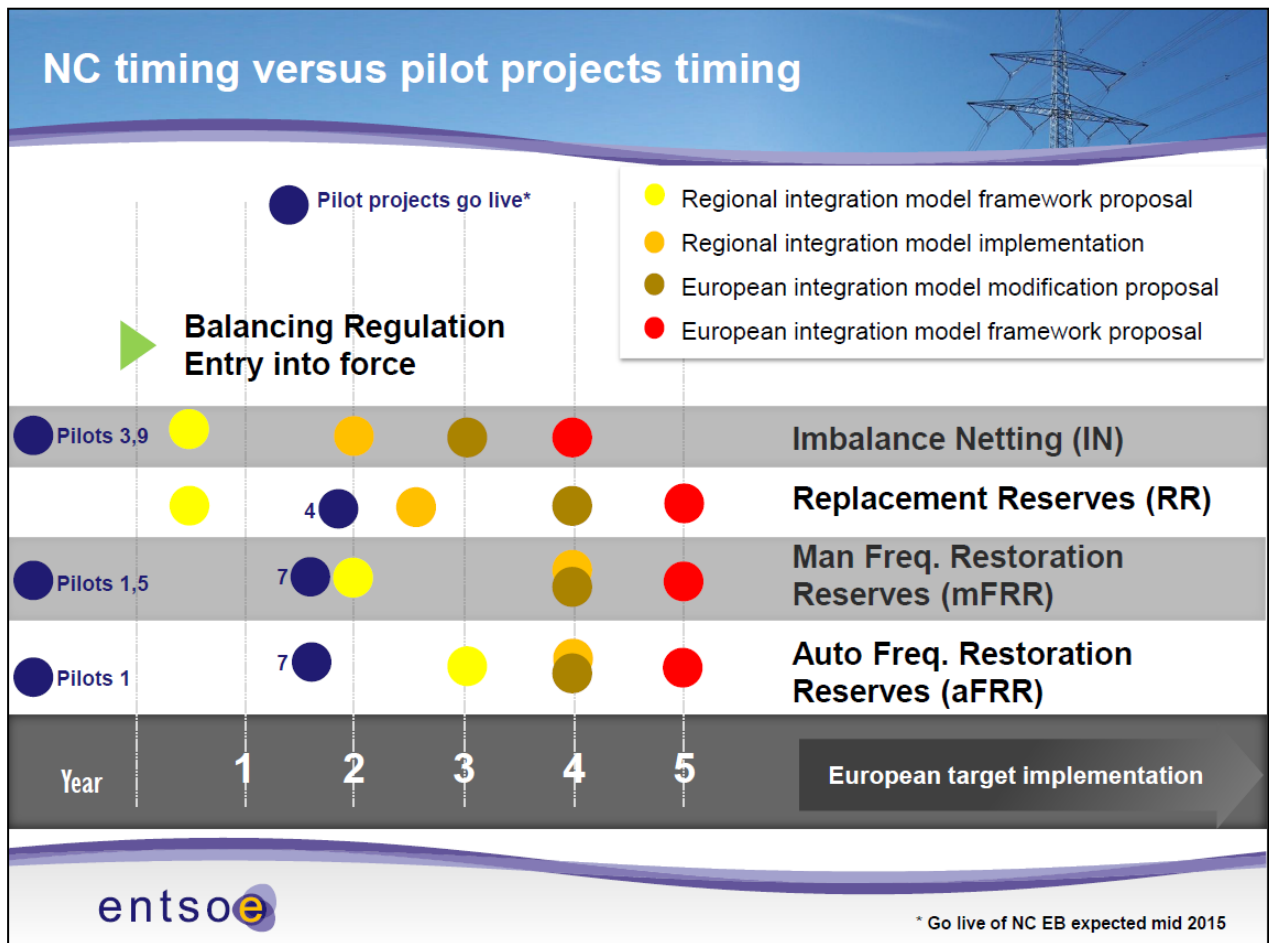 NC timing versus pilot projects timing
Pilot projects go live*
Regional integration model framework proposal
Regional integration model implementation
European integration model modification proposal
European integration model framework proposal
Balancing Regulation
Entry into force
Pilots 3,9
Imbalance Netting (IN)
4
Replacement Reserves (RR)
Pilots 1,5
7
Man Freq. Restoration
Reserves (mFRR)
Pilots 1
7
Auto Freq. Restoration
Reserves (aFRR)
Year
1
2
3
4
5
European target implementation
entsoe
* Go live of NC EB expected mid 2015